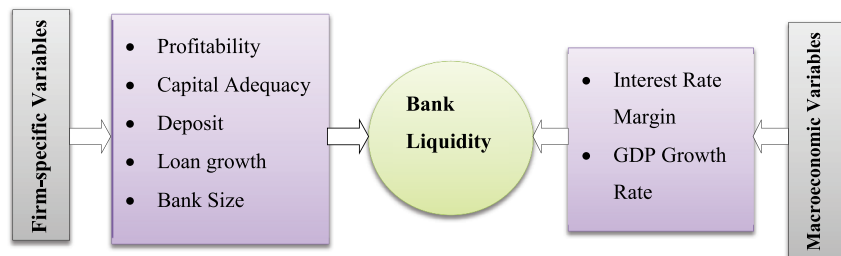 Firm-specific Variables
• Profitability
• Capital Adequacy
• Deposit
• Loan growth
• Bank Size
Bank
Liquidity
• Interest Rate
Margin
• GDP Growth
Rate
Macroeconomic Variables